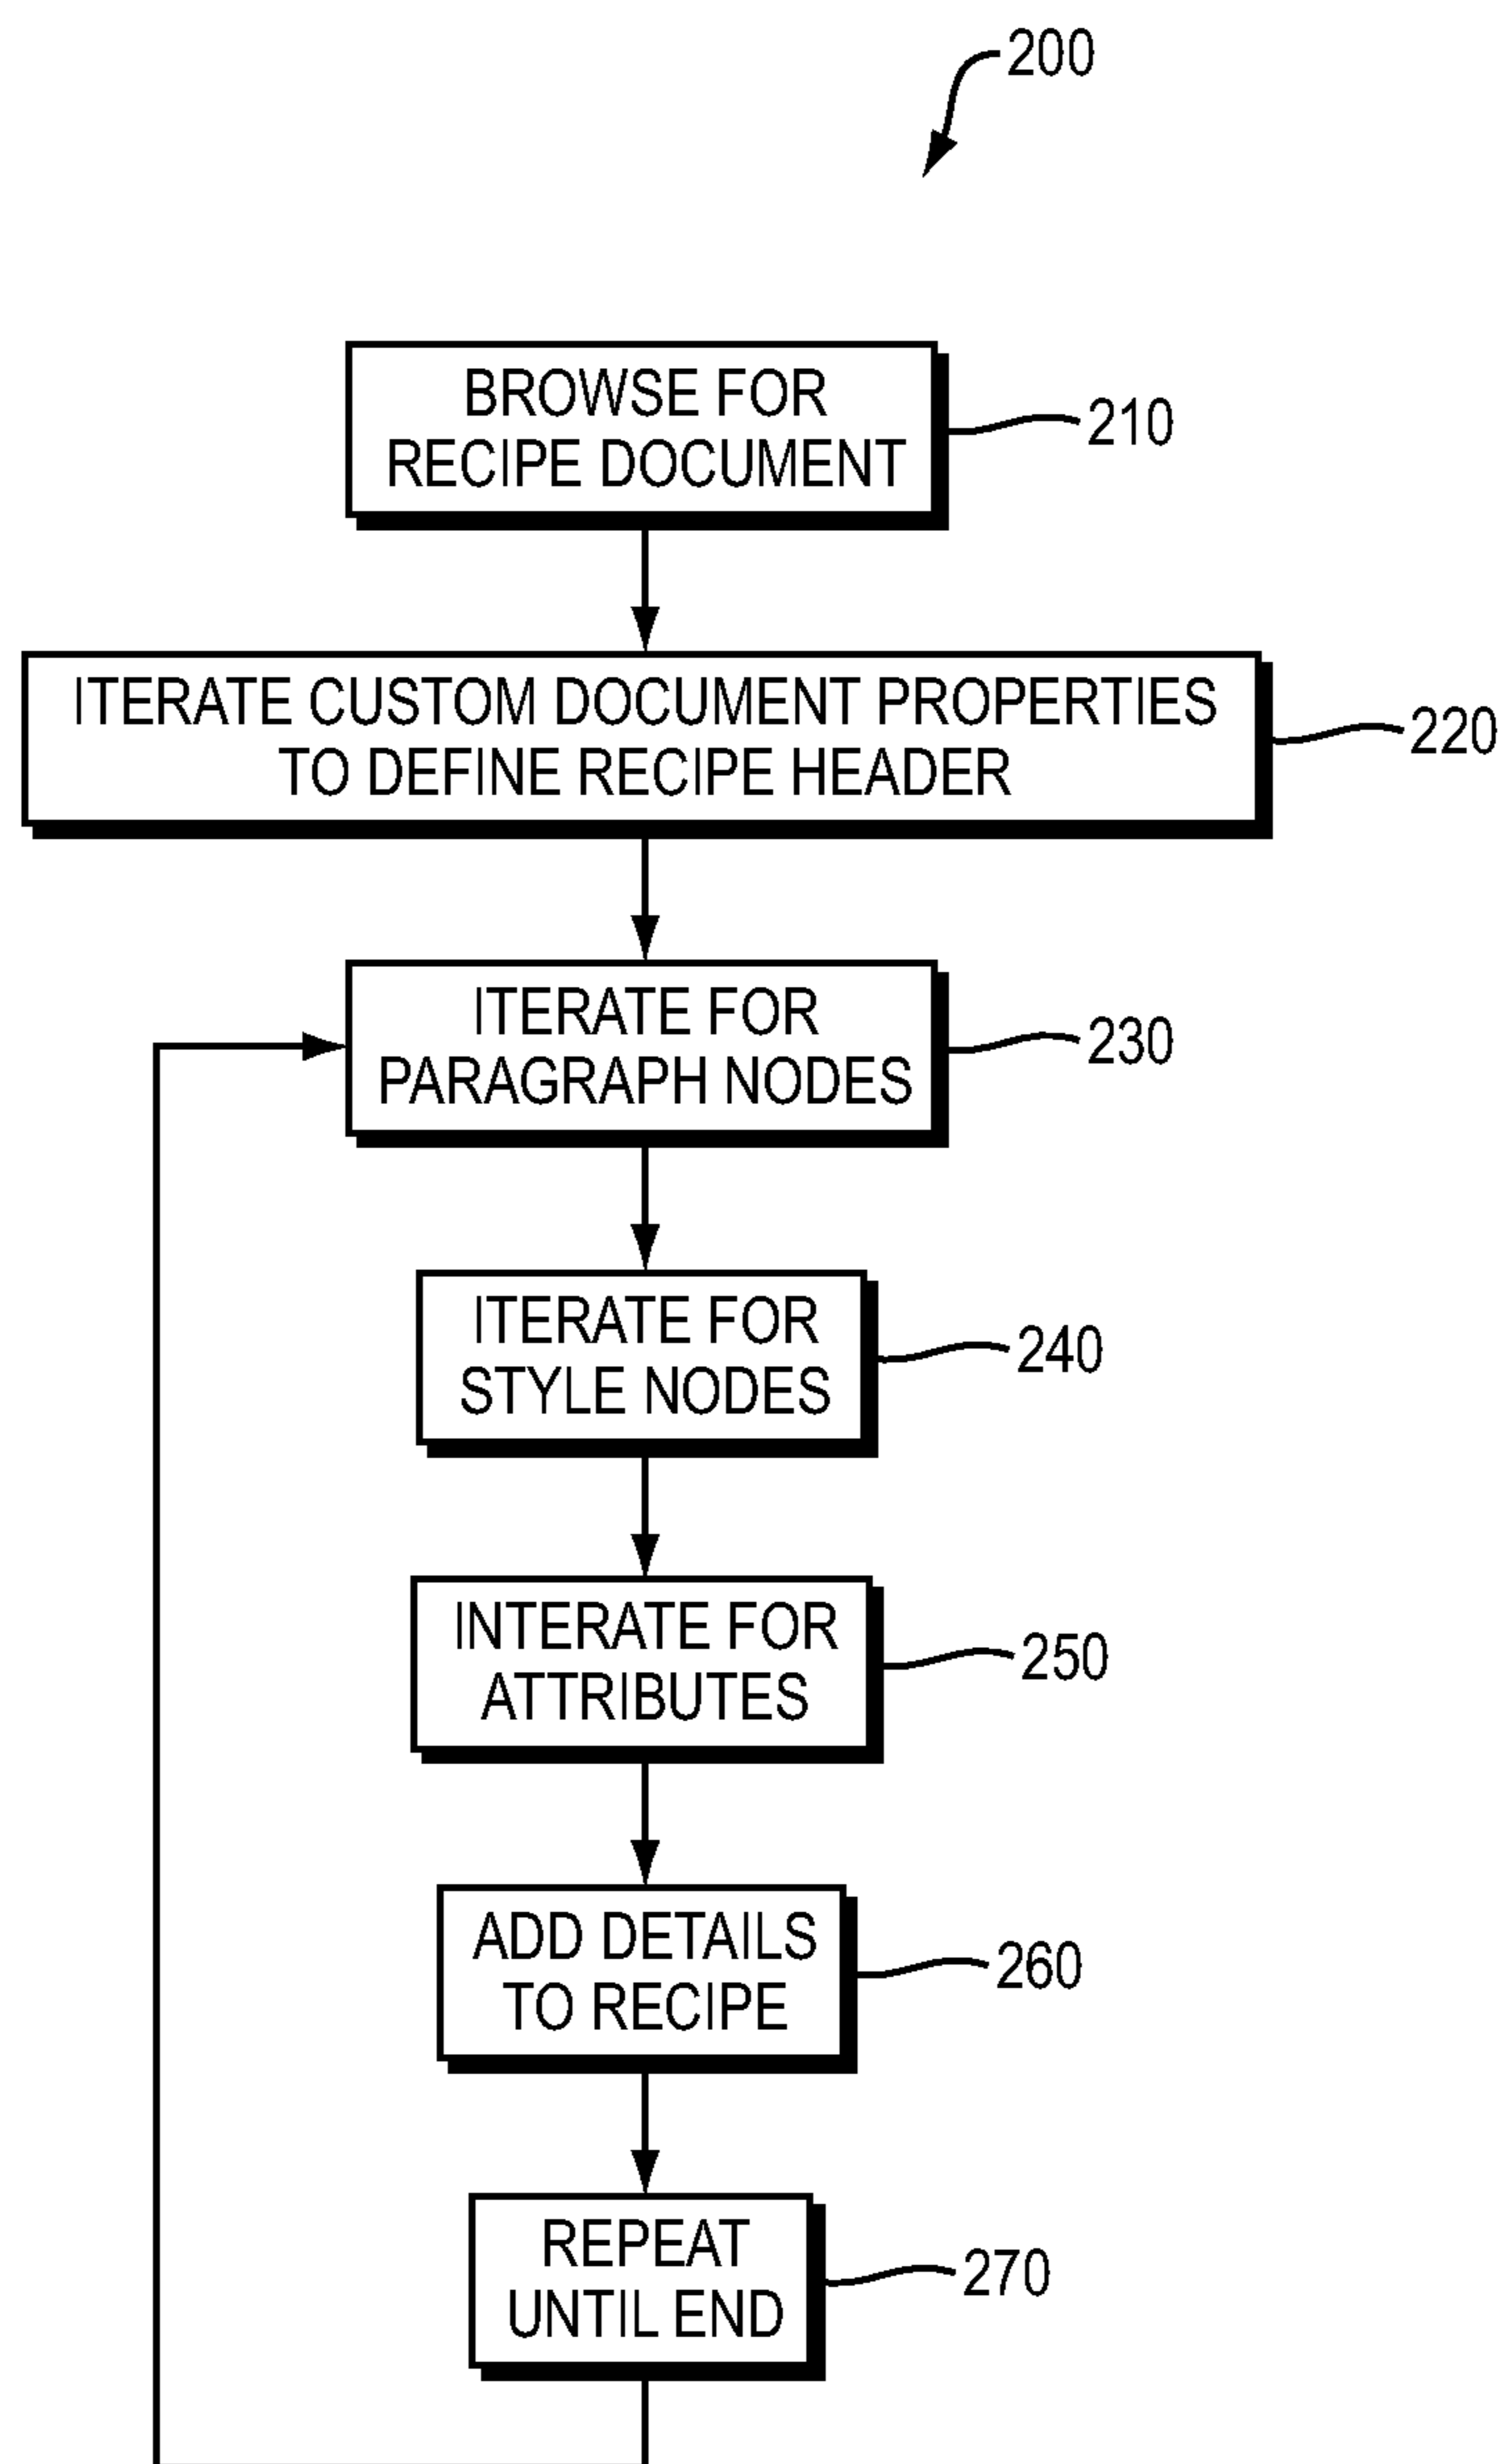 200
BROWSE FOR
RECIPE DOCUMENT
210
ITERATE CUSTOM DOCUMENT PROPERTIES
TO DEFINE RECIPE HEADER
220
ITERATE FOR
PARAGRAPH NODES
230
ITERATE FOR
STYLE NODES
240
INTERATE FOR
ATTRIBUTES
250
ADD DETAILS
TO RECIPE
260
REPEAT
UNTIL END
270